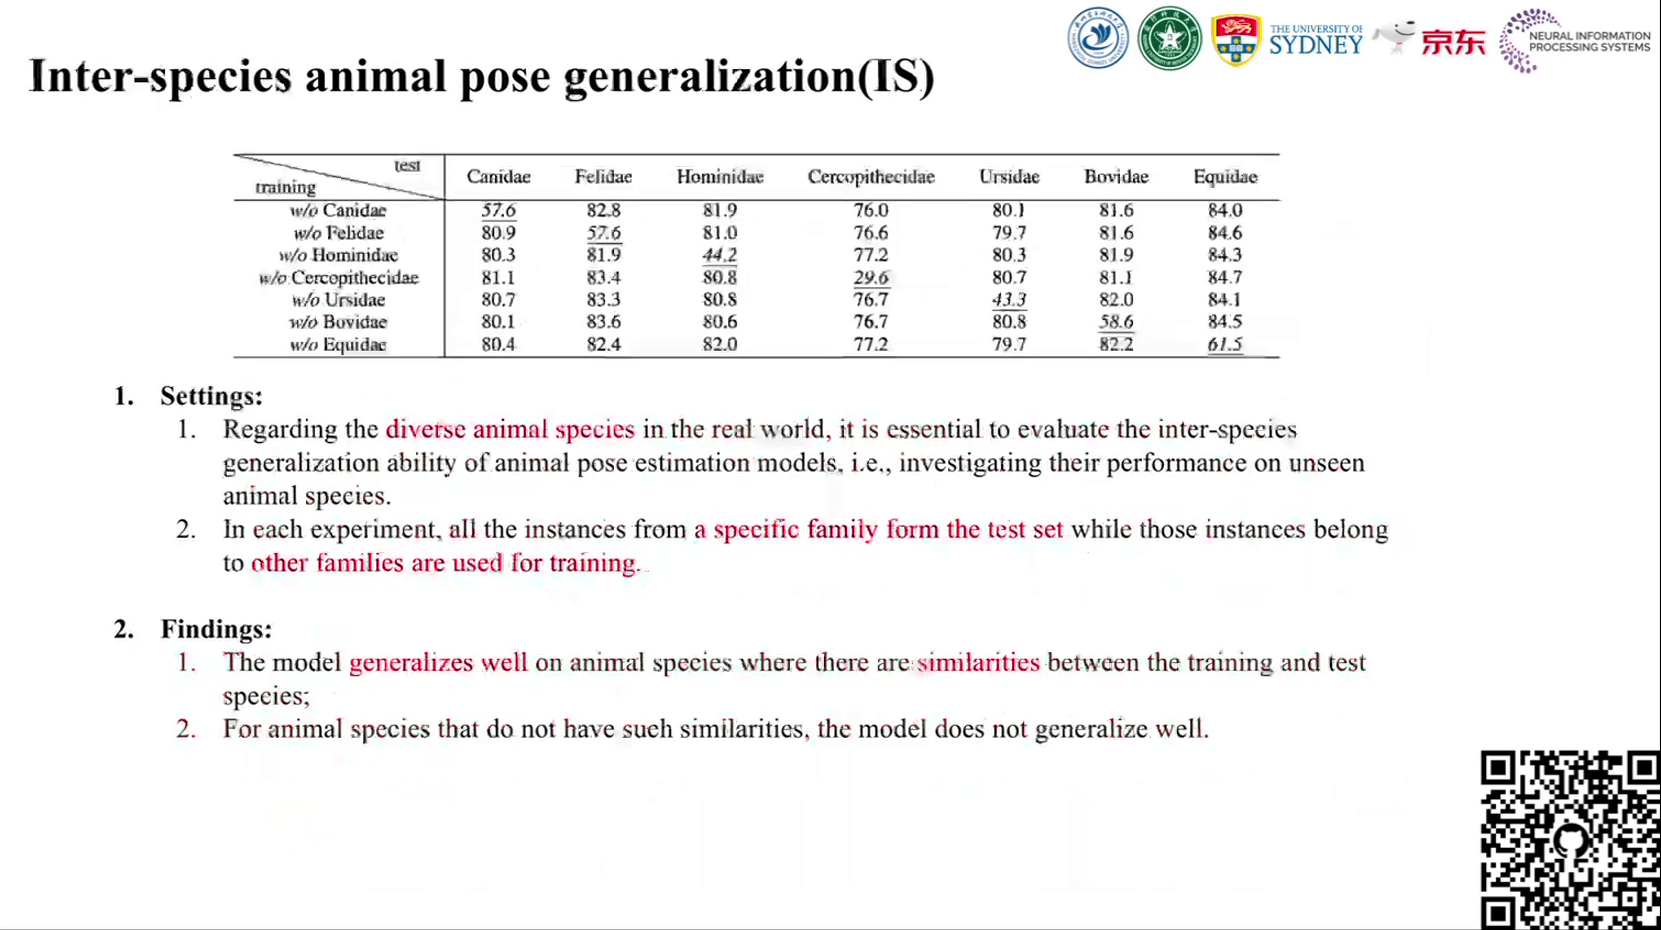 THE UNIVERSITY OF
SYDNEY
京东
NEURAL INFORMATION
PROCESSING SYSTEMS
Inter-species animal pose generalization(IS)
test
training Canidae Felidae Hominidae Cercopithecidae Ursidae Bovidae Equidae
w/o Canidae 57.6 82.8 81.9 76.0 80.1 81.6 84.0
w/o Felidae 80.9 57.6 81.0 76.6 79.7 81.6 84.6
w/o Hominidae 80.3 81.9 44.2 77.2 80.3 81.9 84.3
w/o Cercopithecidae 81.1 83.4 80.8 29.6 80.7 81.1 84.7
w/o Ursidae 80.7 83.3 80.8 76.7 43.3 82.0 84.1
w/o Bovidae 80.1 83.6 80.6 76.7 80.8 58.6 84.5
w/o Equidae 80.4 82.4 82.0 77.2 79.7 82.2 61.5
1. Settings:
1. Regarding the diverse animal species in the real world, it is essential to evaluate the inter-species
generalization ability of animal pose estimation models, i.e., investigating their performance on unseen
animal species.
2. In each experiment, all the instances from a specific family form the test set while those instances belong
to other families are used for training.
2. Findings:
1. The model generalizes well on animal species where there are similarities between the training and test
species;
2. For animal species that do not have such similarities, the model does not generalize well.